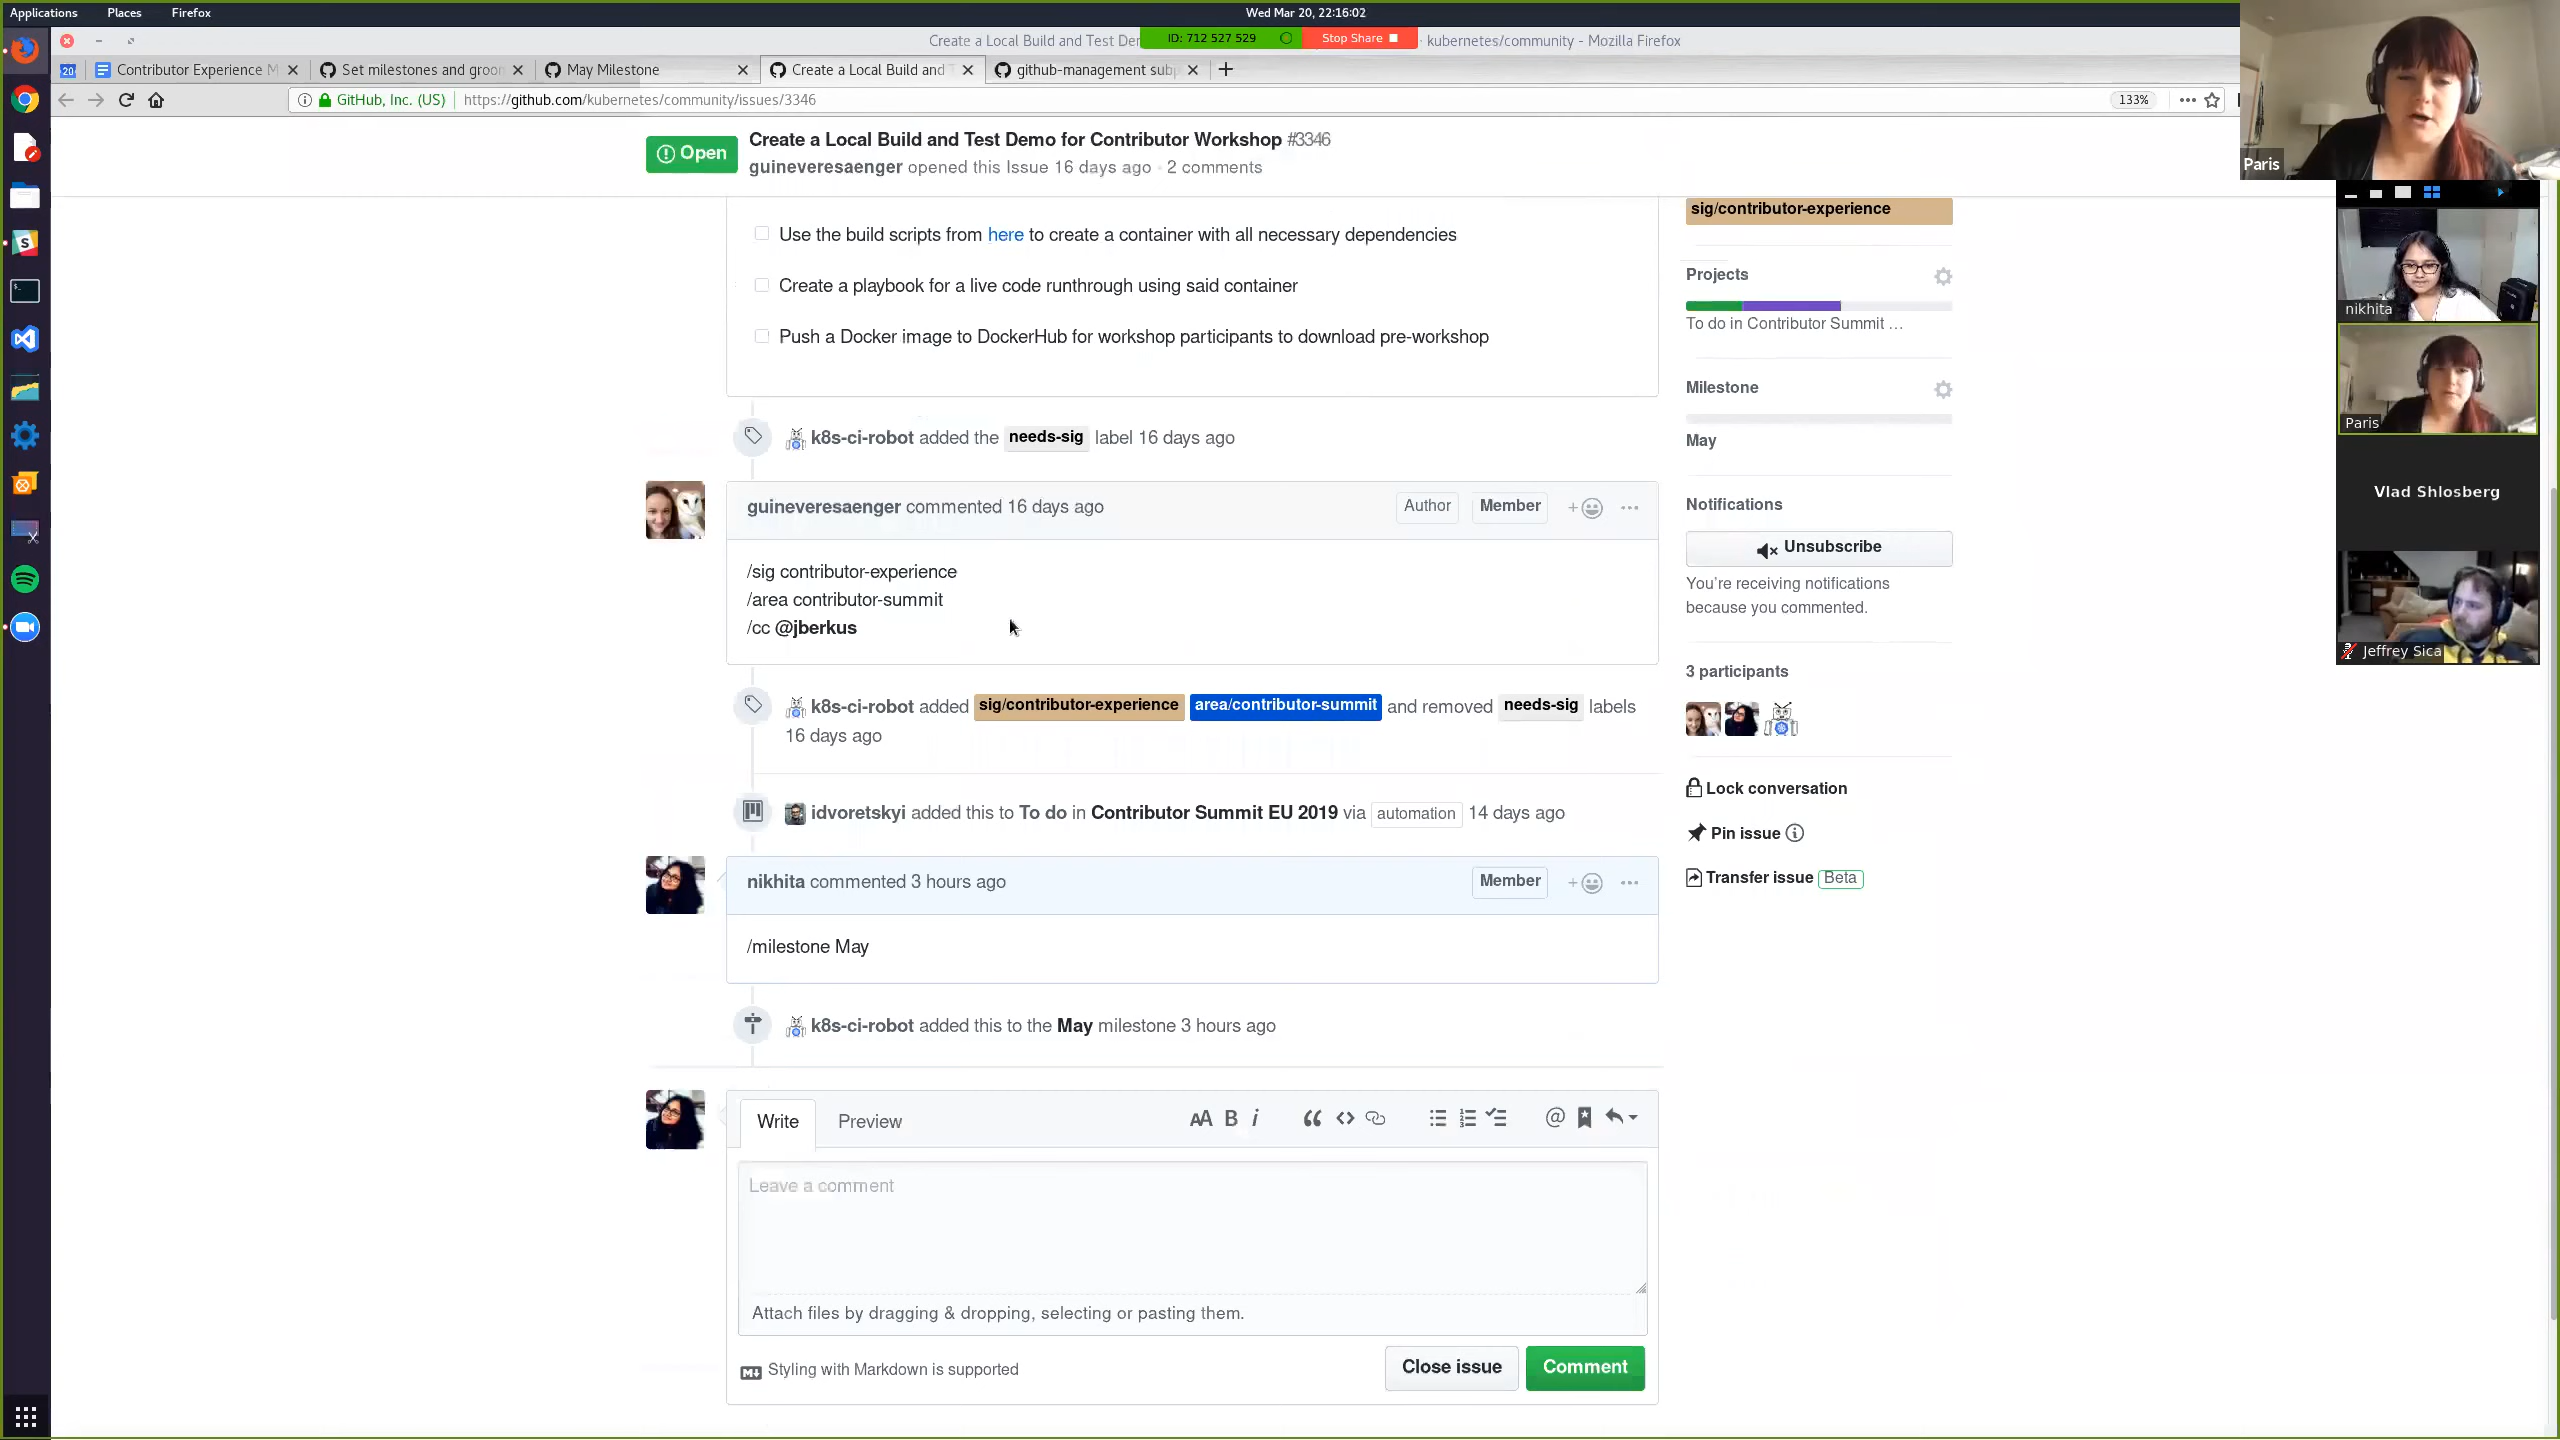 Applications Places Firefox
Wed Mar 20, 22:16:02
Create a Local Build and Test Der
ID: 712 527 529
Stop Share
· kubernetes/community - Mozilla Firefox
Contributor Experience M
Set milestones and groom
May Milestone
Create a Local Build and T
github-management subp
GitHub, Inc. (US)
https://github.com/kubernetes/community/issues/3346
133%
Paris
Open
Create a Local Build and Test Demo for Contributor Workshop #3346
guineveresaenger opened this Issue 16 days ago · 2 comments
Use the build scripts from here to create a container with all necessary dependencies
Create a playbook for a live code runthrough using said container
Push a Docker image to DockerHub for workshop participants to download pre-workshop
k8s-ci-robot added the needs-sig label 16 days ago
guineveresaenger commented 16 days ago
Author
Member
/sig contributor-experience
/area contributor-summit
/cc @jberkus
k8s-ci-robot added sig/contributor-experience area/contributor-summit and removed needs-sig labels
16 days ago
idvoretskyi added this to To do in Contributor Summit EU 2019 via automation 14 days ago
nikhita commented 3 hours ago
Member
/milestone May
k8s-ci-robot added this to the May milestone 3 hours ago
Write
Preview
AA B i
Leave a comment
Attach files by dragging & dropping, selecting or pasting them.
Styling with Markdown is supported
Close issue
Comment
sig/contributor-experience
Projects
To do in Contributor Summit …
Milestone
May
Notifications
Unsubscribe
You're receiving notifications
because you commented.
3 participants
Lock conversation
Pin issue
Transfer issue Beta
nikhita
Paris
Vlad Shlosberg
Jeffrey Sica